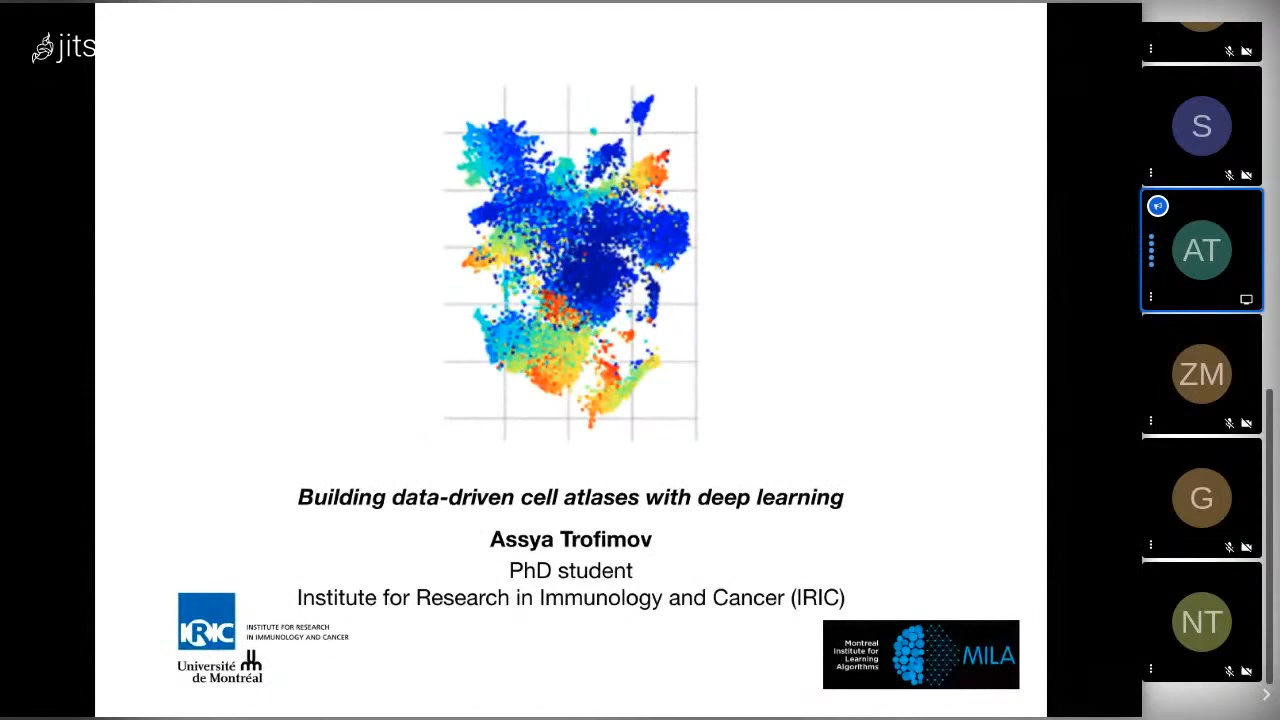 jits
Building data-driven cell atlases with deep learning
Assya Trofimov
PhD student
Institute for Research in Immunology and Cancer (IRIC)
IRIC
INSTITUTE FOR RESEARCH
IN IMMUNOLOGY AND CANCER
Université
de Montréal
Montreal
Institute for
Learning
Algorithms
MILA
S
AT
ZM
G
NT